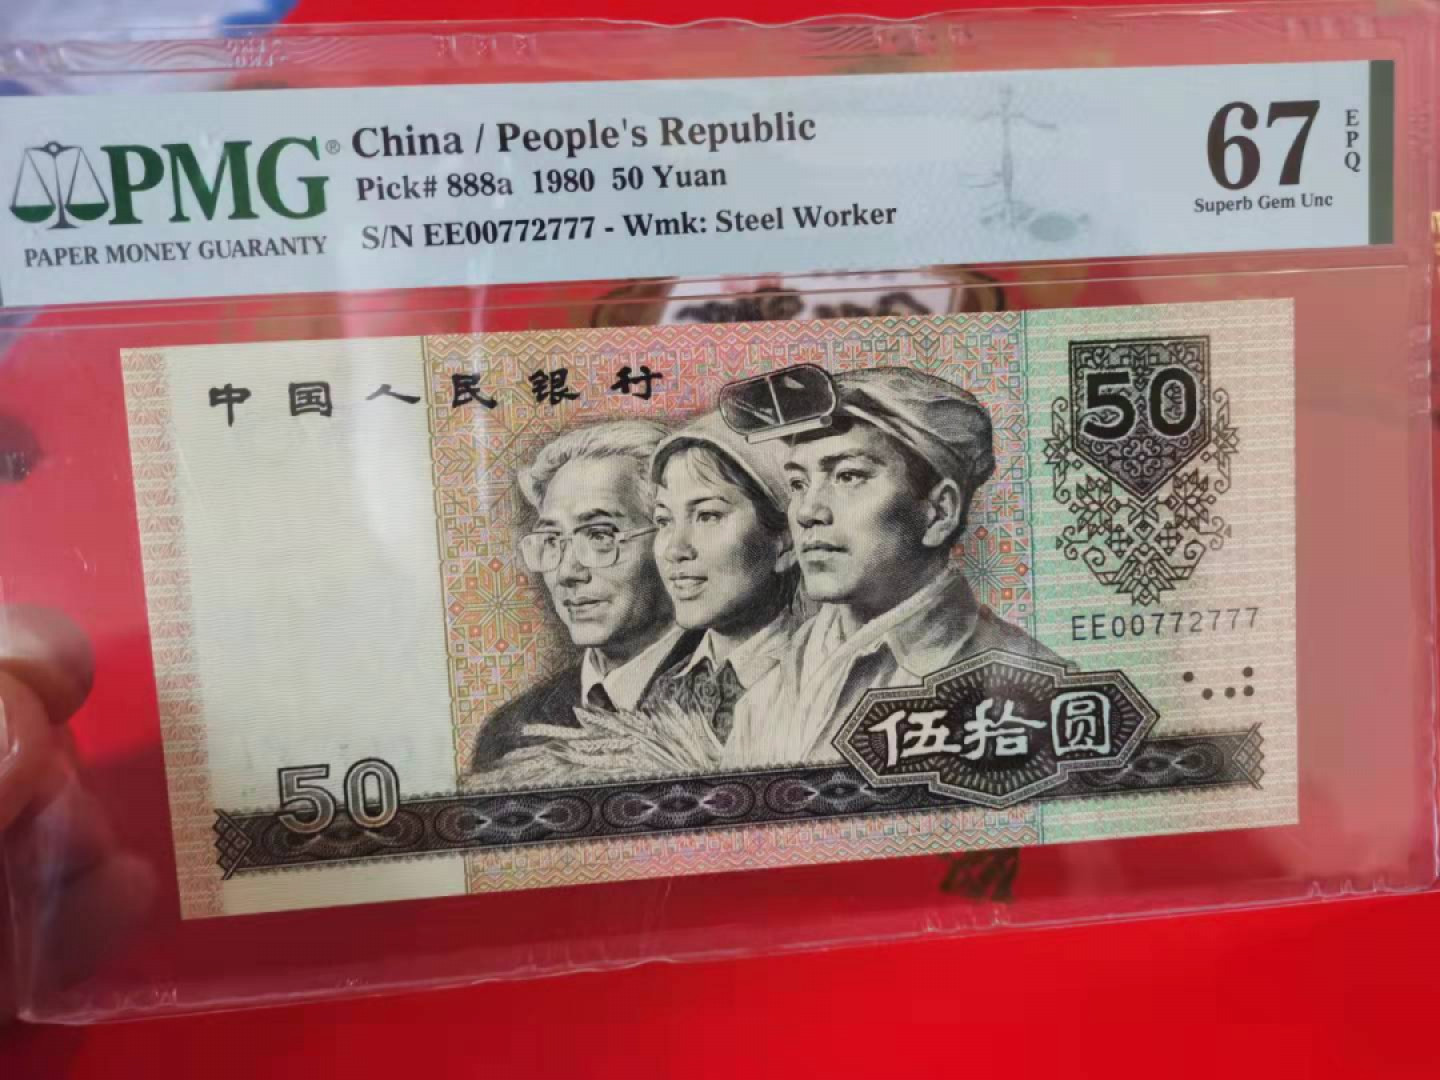 PMG®
PAPER MONEY GUARANTY
China / People's Republic
Pick# 888a 1980 50 Yuan
S/N EE00772777 - Wmk: Steel Worker
67
EPQ
Superb Gem Unc
中国人民银行
50
EE00772777
伍拾圆
50